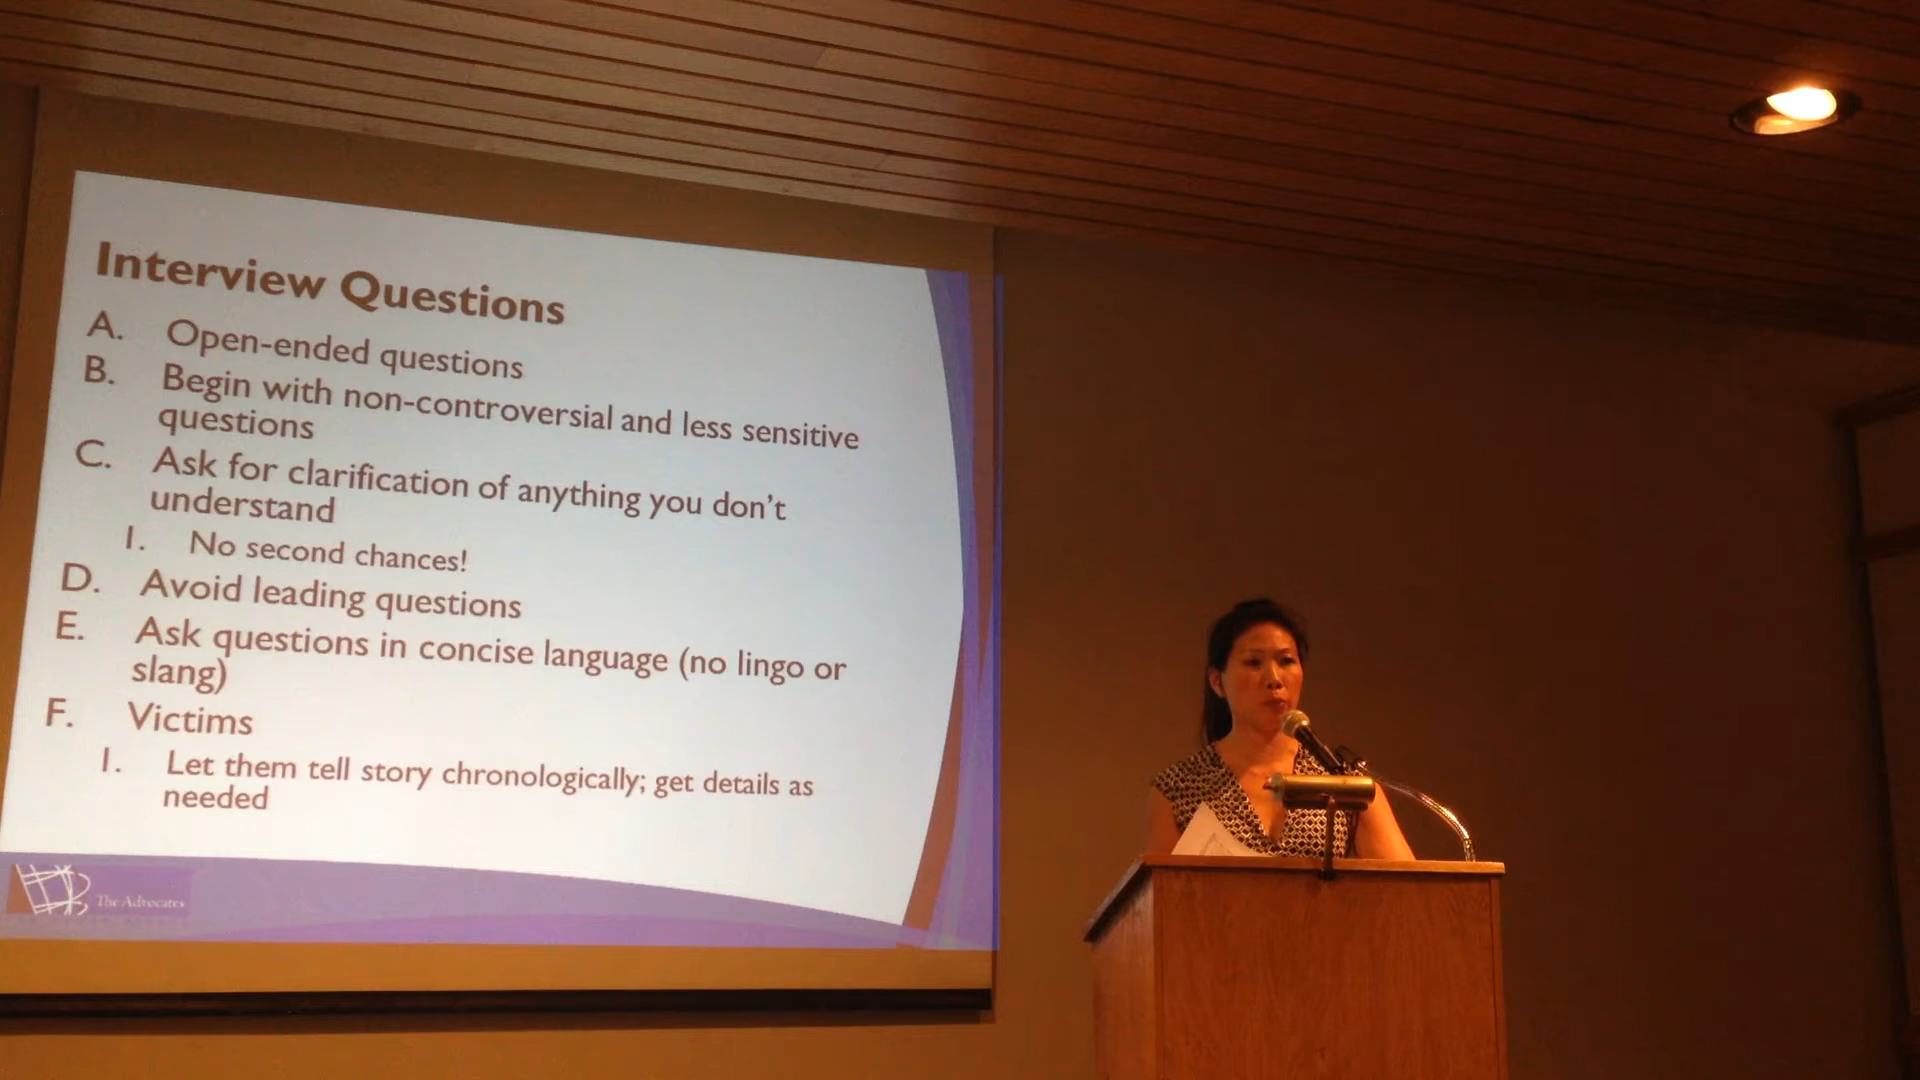 Interview Questions
A. Open-ended questions
B. Begin with non-controversial and less sensitive
questions
C. Ask for clarification of anything you don't
understand
1. No second chances!
D. Avoid leading questions
E. Ask questions in concise language (no lingo or
slang)
F. Victims
1. Let them tell story chronologically; get details as
needed
The Advocates